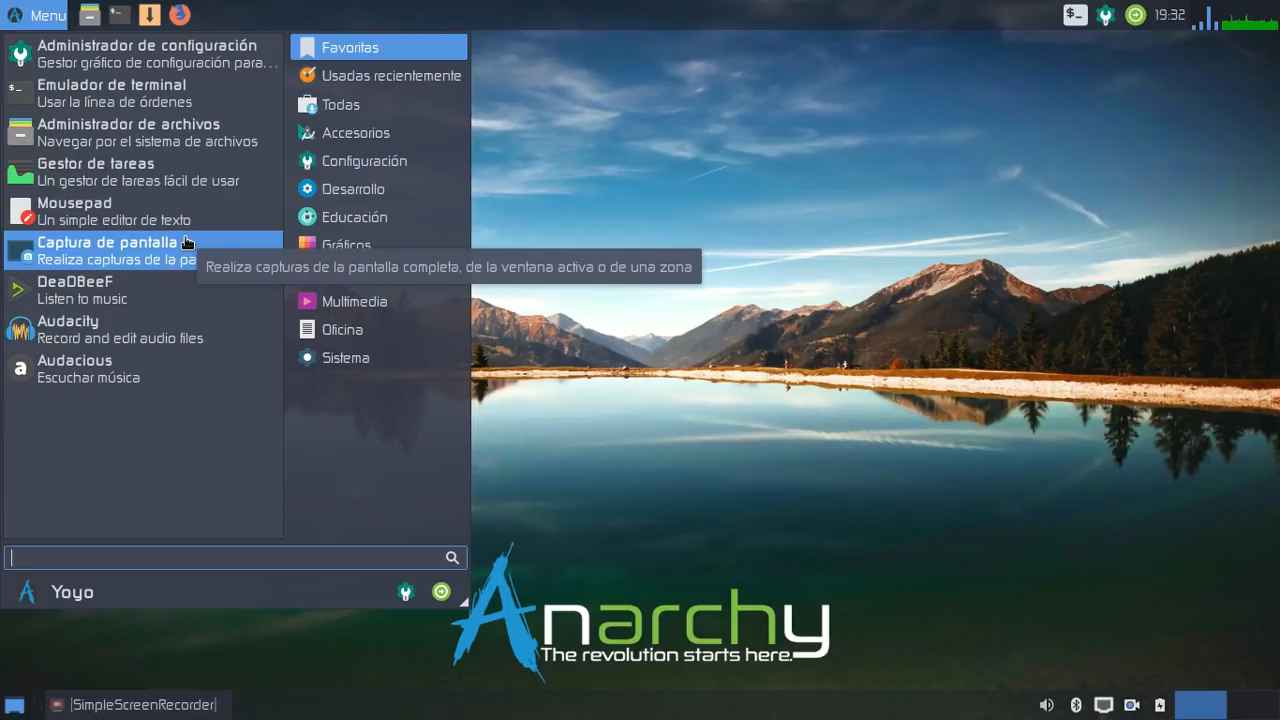 Menu
19:32
Administrador de configuración
Gestor gráfico de configuración para...
Emulador de terminal
Usar la línea de órdenes
Administrador de archivos
Navegar por el sistema de archivos
Gestor de tareas
Un gestor de tareas fácil de usar
Mousepad
Un simple editor de texto
Captura de pantalla
Realiza capturas de la pa
DeaDBeeF
Listen to music
Audacity
Record and edit audio files
Audacious
Escuchar música
Favoritas
Usadas recientemente
Todas
Accesorios
Configuración
Desarrollo
Educación
Gráficos
Realiza capturas de la pantalla completa, de la ventana activa o de una zona
Multimedia
Oficina
Sistema
Yoyo
Anarchy
The revolution starts here.
[SimpleScreenRecorder]